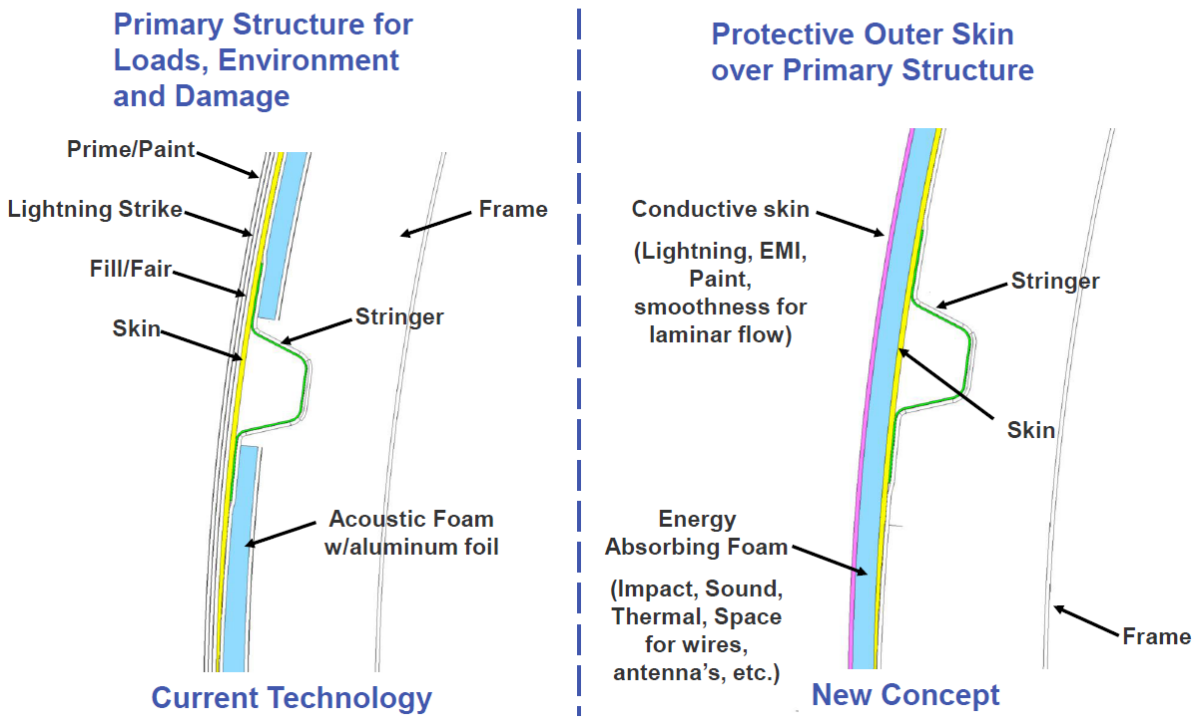 Primary Structure for
Loads, Environment
and Damage
Prime/Paint
Lightning Strike
Fill/Fair
Skin
Frame
Stringer
Acoustic Foam
w/aluminum foil
Current Technology
Protective Outer Skin
over Primary Structure
Conductive skin
(Lightning, EMI,
Paint,
smoothness for
laminar flow)
Stringer
Skin
Energy
Absorbing Foam
(Impact, Sound,
Thermal, Space
for wires,
antenna's, etc.)
Frame
New Concept